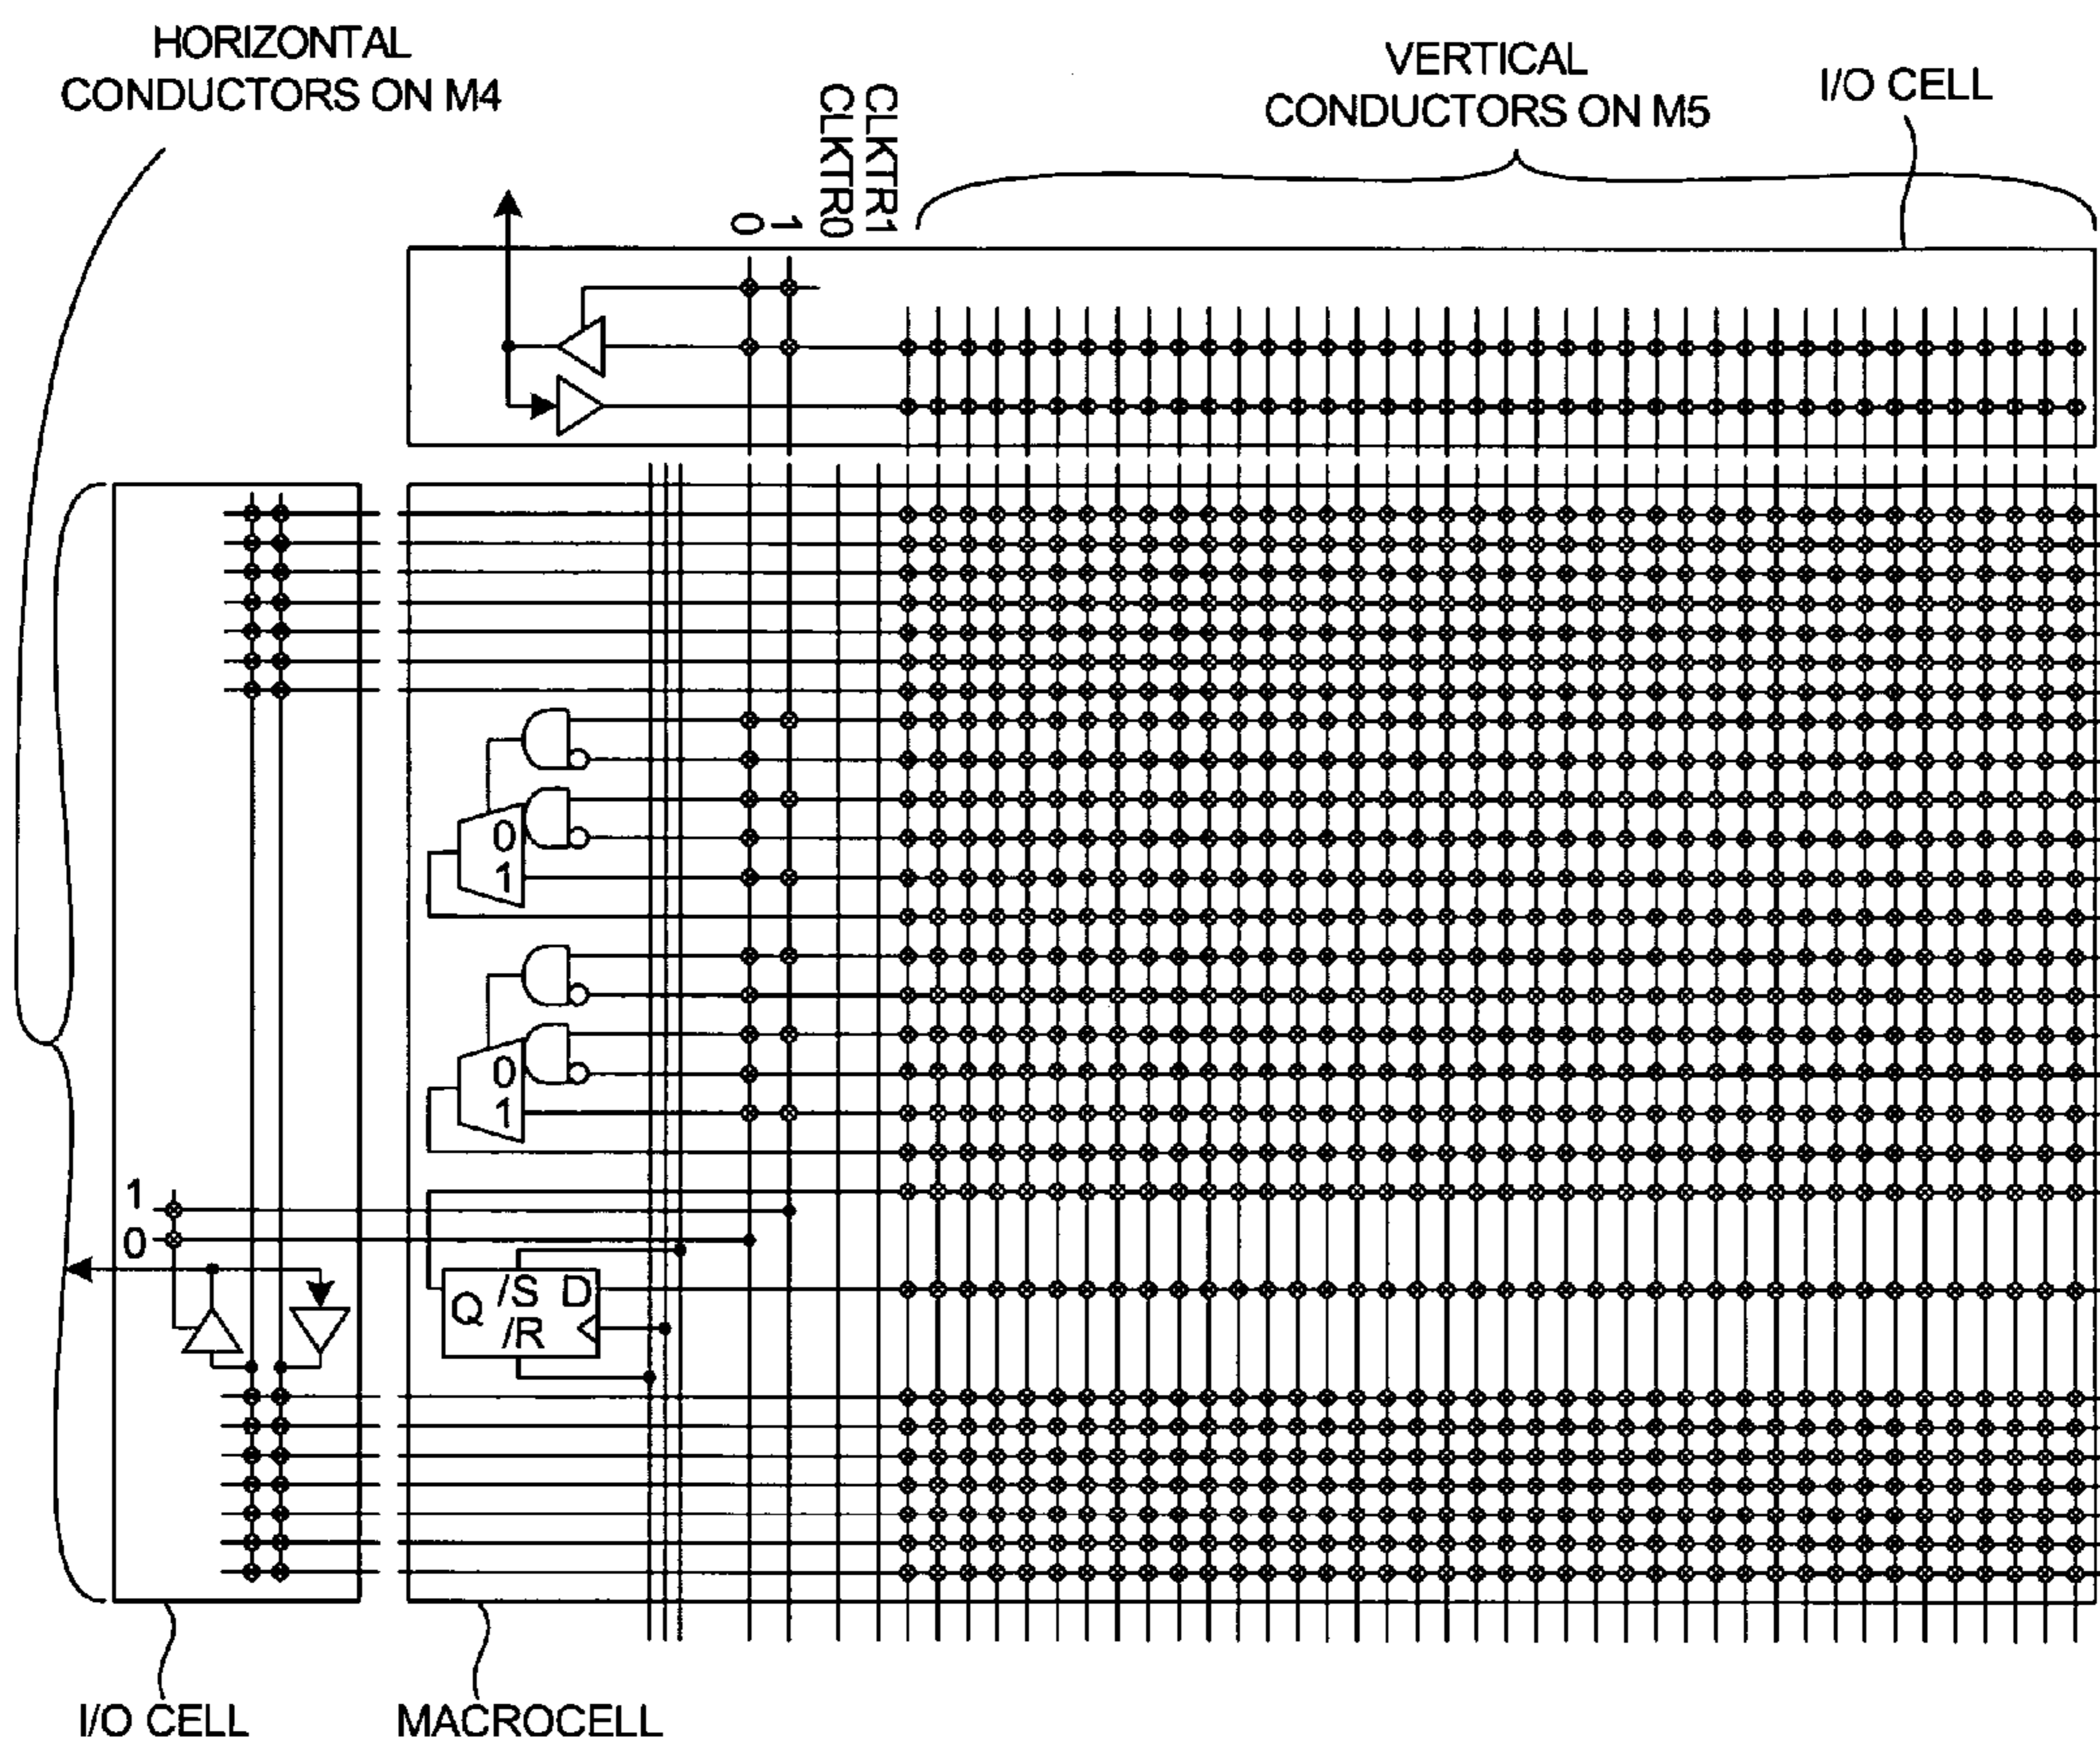 HORIZONTAL
CONDUCTORS ON M4
VERTICAL
CONDUCTORS ON M5
I/O CELL
CLKTR1
CLKTR0
1
0
0
1
0
1
1
0
Q /S D
/R
I/O CELL
MACROCELL